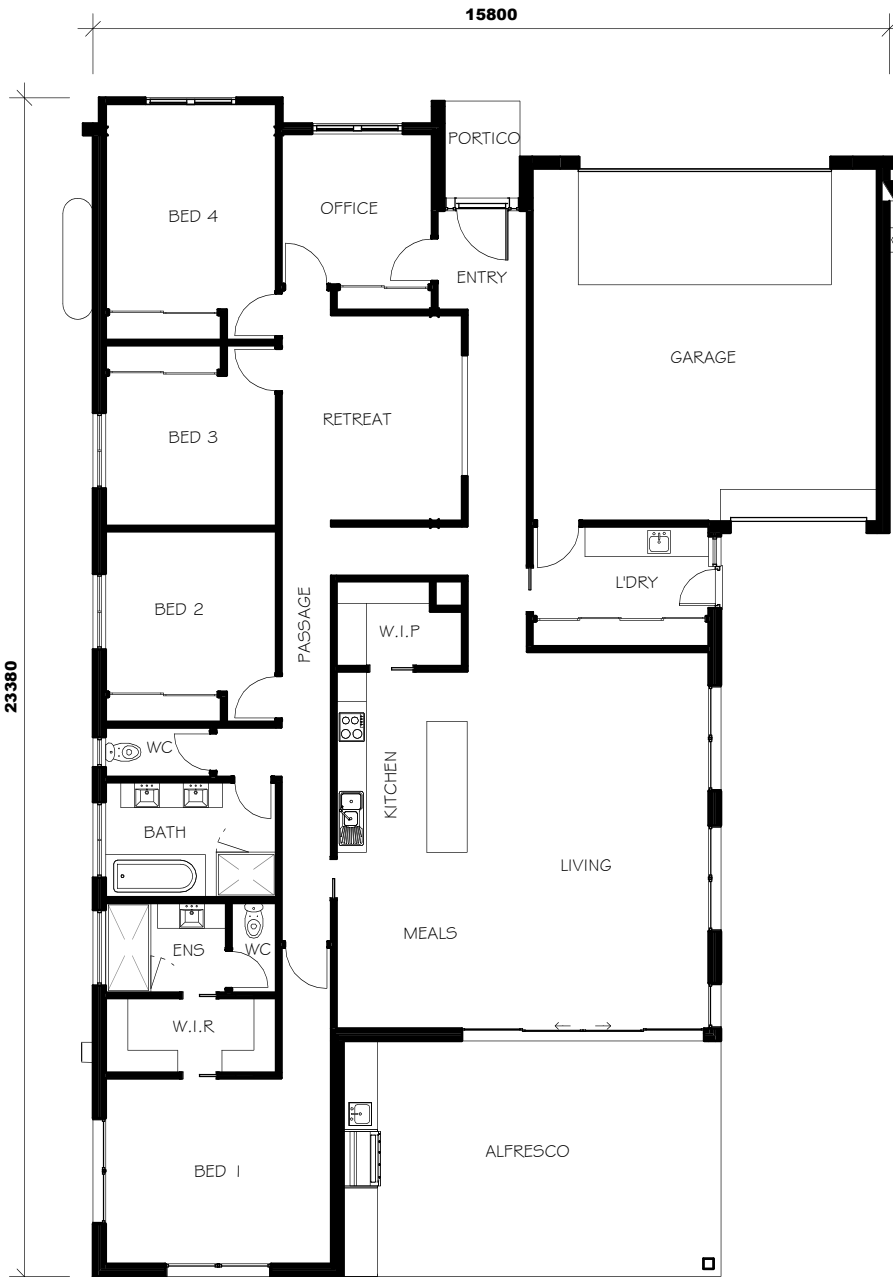 15800
PORTICO
BED 4
OFFICE
ENTRY
GARAGE
RETREAT
BED 3
L'DRY
PASSAGE
BED 2
W.I.P
23380
WC
KITCHEN
BATH
LIVING
MEALS
ENS
WC
W.I.R
ALFRESCO
BED 1